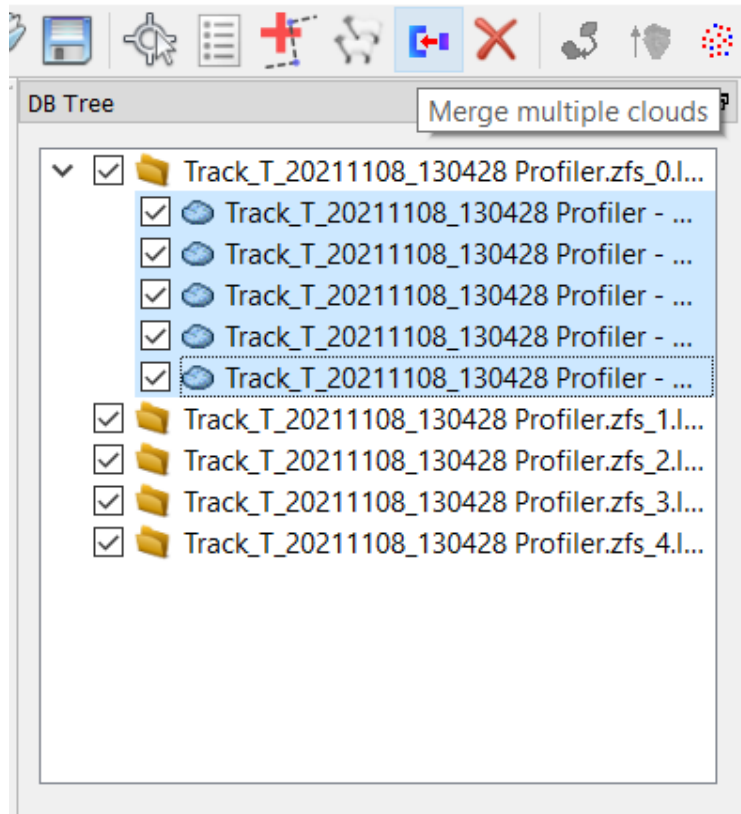 DB Tree
Merge multiple clouds
Track_T_20211108_130428 Profiler.zfs_0.l...
Track_T_20211108_130428 Profiler - ...
Track_T_20211108_130428 Profiler - ...
Track_T_20211108_130428 Profiler - ...
Track_T_20211108_130428 Profiler - ...
Track_T_20211108_130428 Profiler - ...
Track_T_20211108_130428 Profiler.zfs_1.l...
Track_T_20211108_130428 Profiler.zfs_2.l...
Track_T_20211108_130428 Profiler.zfs_3.l...
Track_T_20211108_130428 Profiler.zfs_4.l...